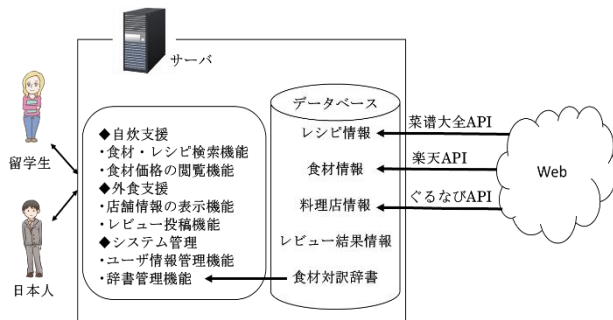 サーバ
留学生
日本人
◆自炊支援
・食材・レシピ検索機能
・食材価格の閲覧機能
◆外食支援
・店舗情報の表示機能
・レビュー投稿機能
◆システム管理
・ユーザ情報管理機能
・辞書管理機能
データベース
レシピ情報
食材情報
料理店情報
レビュー結果情報
食材対訳辞書
菜谱大全API
楽天API
ぐるなびAPI
Web